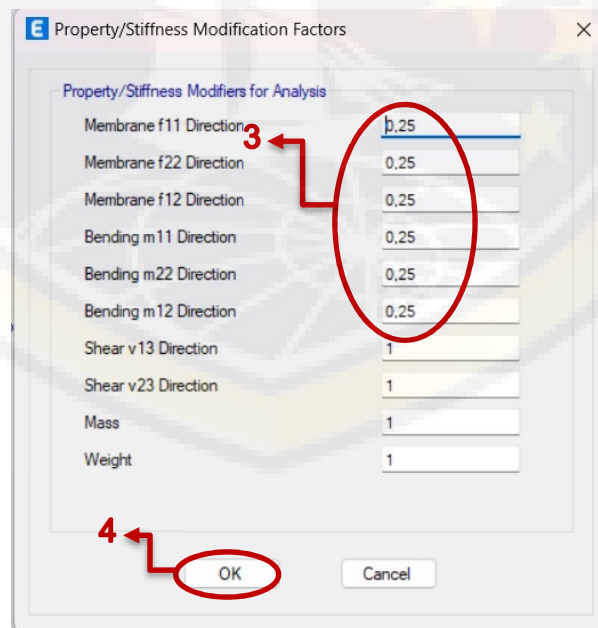 E Property/Stiffness Modification Factors
Property/Stiffness Modifiers for Analysis
Membrane f11 Direction 0,25
3
Membrane f22 Direction 0,25
Membrane f12 Direction 0,25
Bending m11 Direction 0,25
Bending m22 Direction 0,25
Bending m12 Direction 0,25
Shear v13 Direction 1
Shear v23 Direction 1
Mass 1
Weight 1
4
OK Cancel